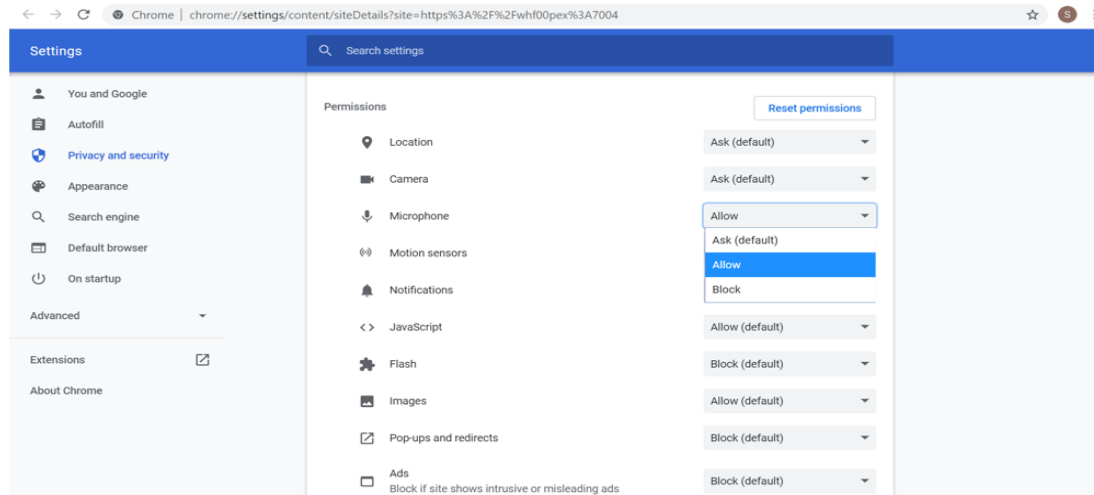 Chrome | chrome://settings/content/siteDetails?site=https%3A%2F%2Fwhf00pex%3A7004
S
Settings
Search settings
You and Google
Autofill
Privacy and security
Appearance
Search engine
Default browser
On startup
Advanced
Extensions
About Chrome
Permissions
Reset permissions
Location Ask (default)
Camera Ask (default)
Microphone Allow
Ask (default)
Allow
Block
Motion sensors
Notifications
JavaScript Allow (default)
Flash Block (default)
Images Allow (default)
Pop-ups and redirects Block (default)
Ads
Block if site shows intrusive or misleading ads
Block (default)